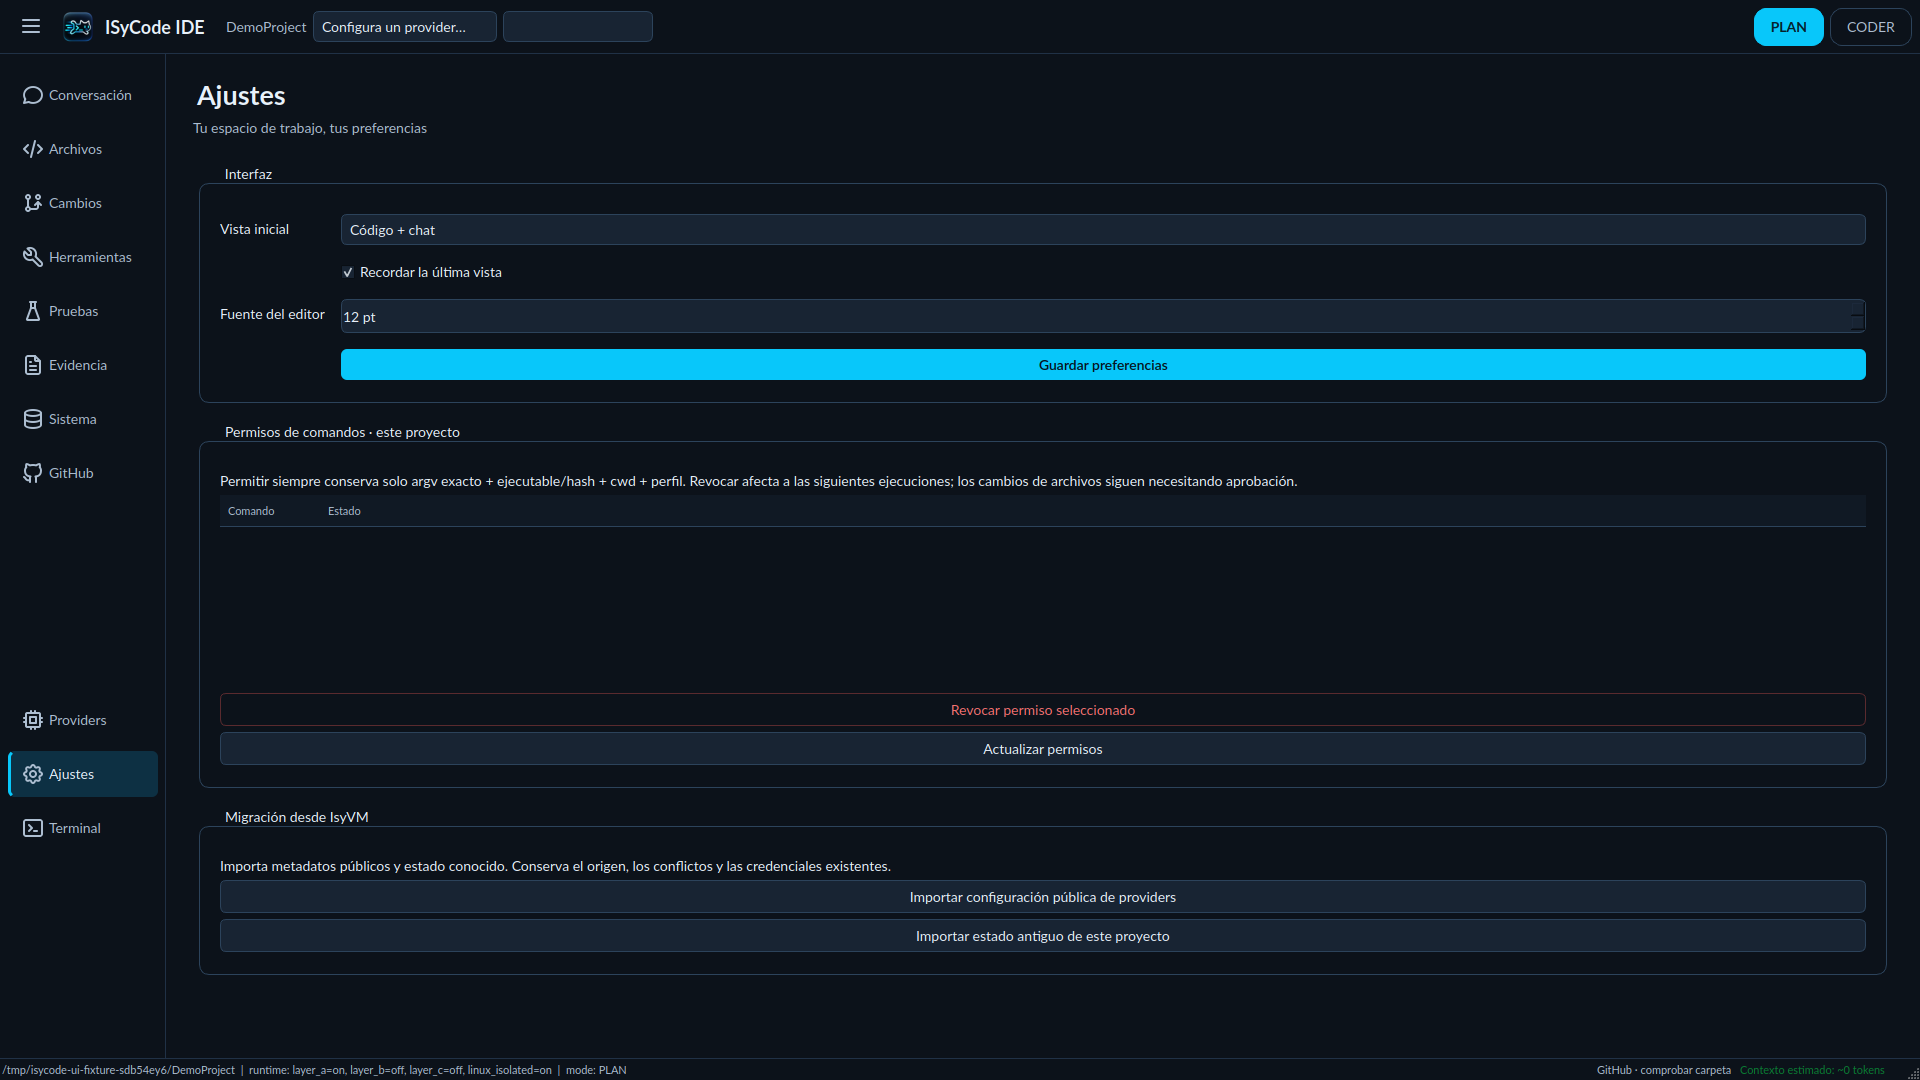 ISyCode IDE DemoProject Configura un provider... PLAN CODER
Conversación
Archivos
Cambios
Herramientas
Pruebas
Evidencia
Sistema
GitHub
Providers
Ajustes
Terminal
Ajustes
Tu espacio de trabajo, tus preferencias
Interfaz
Vista inicial Código + chat
Recordar la última vista
Fuente del editor 12 pt
Guardar preferencias
Permisos de comandos · este proyecto
Permitir siempre conserva solo argv exacto + ejecutable/hash + cwd + perfil. Revocar afecta a las siguientes ejecuciones; los cambios de archivos siguen necesitando aprobación.
Comando Estado
Revocar permiso seleccionado
Actualizar permisos
Migración desde IsyVM
Importa metadatos públicos y estado conocido. Conserva el origen, los conflictos y las credenciales existentes.
Importar configuración pública de providers
Importar estado antiguo de este proyecto
/tmp/isycode-ui-fixture-sdb54ey6/DemoProject | runtime: layer_a=on, layer_b=off, layer_c=off, linux_isolated=on | mode: PLAN GitHub · comprobar carpeta Contexto estimado: ~0 tokens